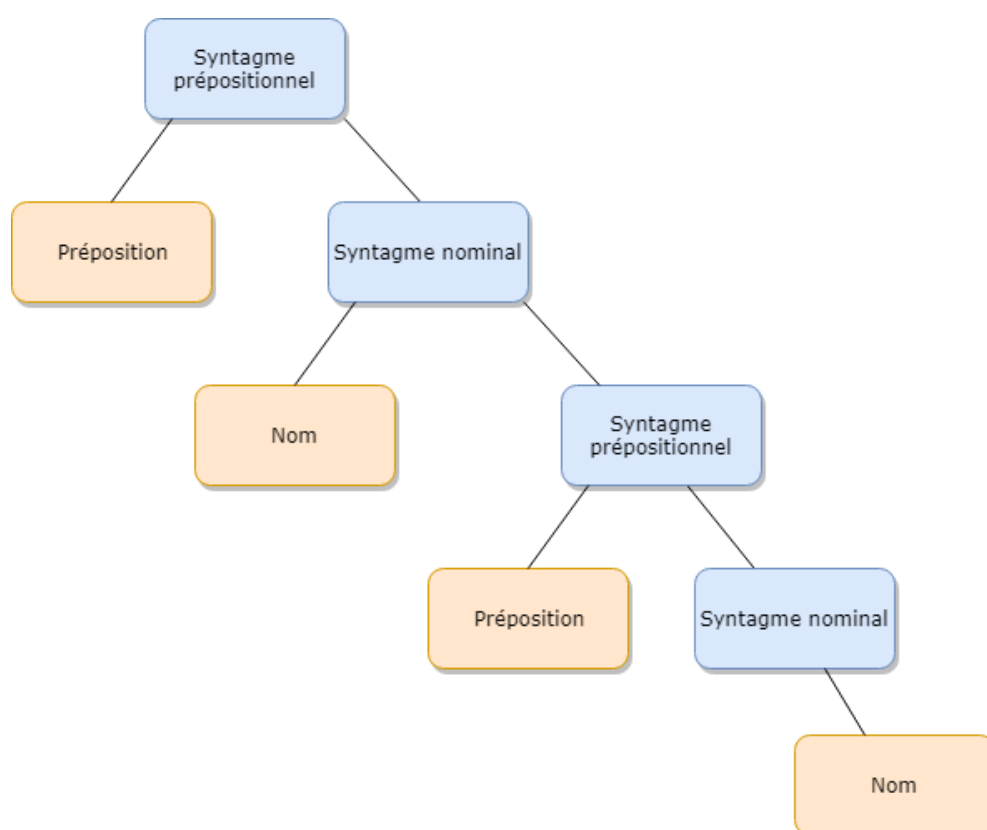 Syntagme
prépositionnel
Préposition
Syntagme nominal
Nom
Syntagme
prépositionnel
Préposition
Syntagme nominal
Nom